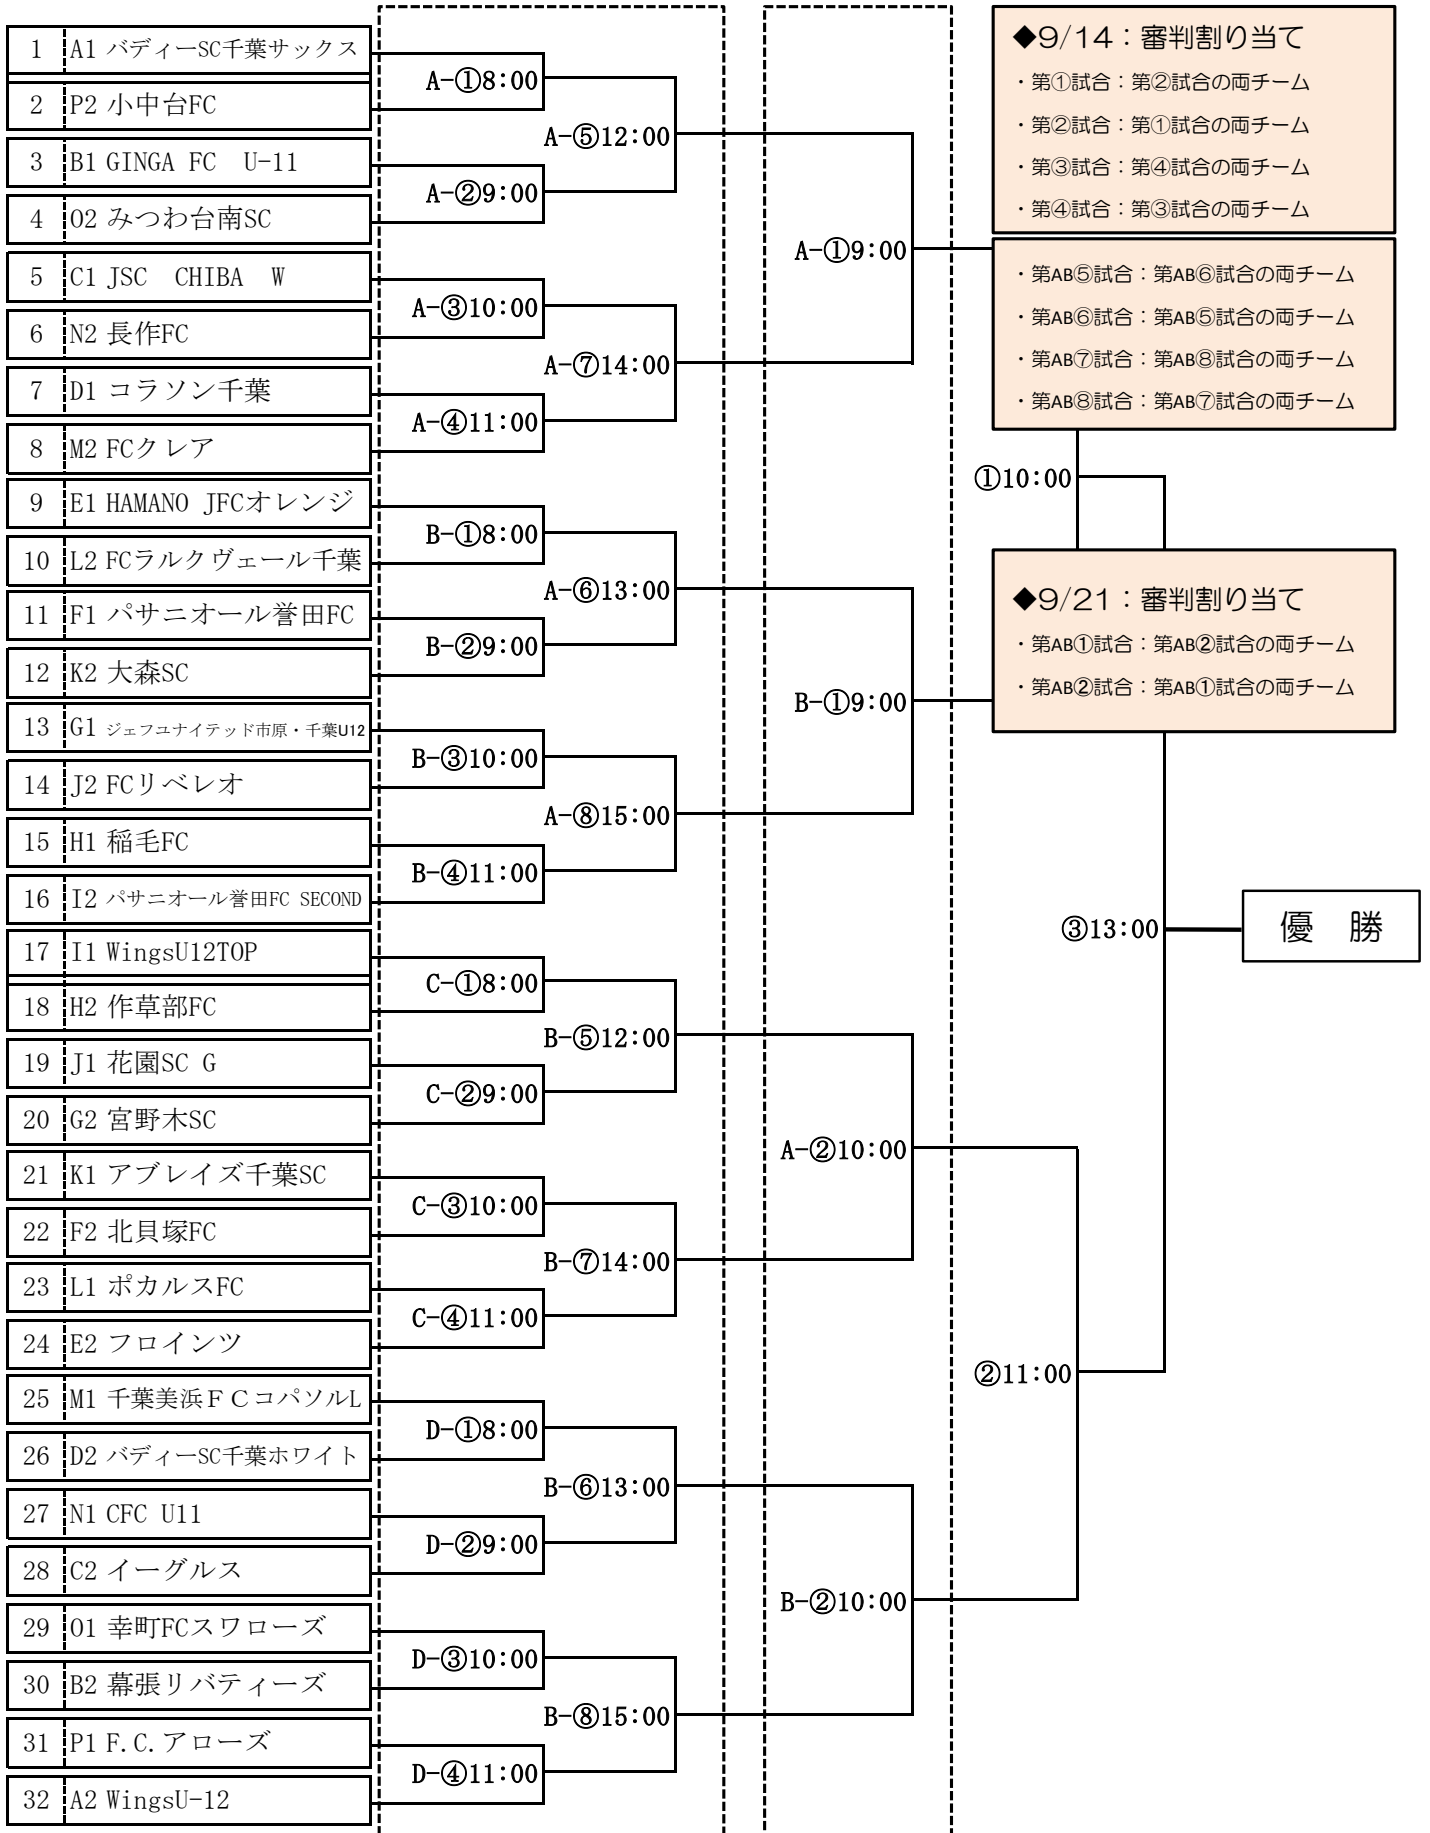 1 A1 バディーSC千葉サックス
2 P2 小中台FC
3 B1 GINGA FC　U-11
4 O2 みつわ台南SC
5 C1 JSC　CHIBA　W
6 N2 長作FC
7 D1 コラソン千葉
8 M2 FCクレア
9 E1 HAMANO JFCオレンジ
10 L2 FCラルクヴェール千葉
11 F1 パサニオール誉田FC
12 K2 大森SC
13 G1 ジェフユナイテッド市原・千葉U12
14 J2 FCリベレオ
15 H1 稲毛FC
16 I2 パサニオール誉田FC SECOND
17 I1 WingsU12TOP
18 H2 作草部FC
19 J1 花園SC G
20 G2 宮野木SC
21 K1 アブレイズ千葉SC
22 F2 北貝塚FC
23 L1 ポカルスFC
24 E2 フロインツ
25 M1 千葉美浜ＦＣコパソルL
26 D2 バディーSC千葉ホワイト
27 N1 CFC U11
28 C2 イーグルス
29 O1 幸町FCスワローズ
30 B2 幕張リバティーズ
31 P1 F.C.アローズ
32 A2 WingsU-12
A-①8:00
A-②9:00
A-③10:00
A-④11:00
B-①8:00
B-②9:00
B-③10:00
B-④11:00
C-①8:00
C-②9:00
C-③10:00
C-④11:00
D-①8:00
D-②9:00
D-③10:00
D-④11:00
A-⑤12:00
A-⑦14:00
A-⑥13:00
A-⑧15:00
B-⑤12:00
B-⑦14:00
B-⑥13:00
B-⑧15:00
A-①9:00
B-①9:00
A-②10:00
B-②10:00
◆9/14：審判割り当て
・第①試合：第②試合の両チーム
・第②試合：第①試合の両チーム
・第③試合：第④試合の両チーム
・第④試合：第③試合の両チーム
・第AB⑤試合：第AB⑥試合の両チーム
・第AB⑥試合：第AB⑤試合の両チーム
・第AB⑦試合：第AB⑧試合の両チーム
・第AB⑧試合：第AB⑦試合の両チーム
①10:00
◆9/21：審判割り当て
・第AB①試合：第AB②試合の両チーム
・第AB②試合：第AB①試合の両チーム
②11:00
③13:00
優　勝